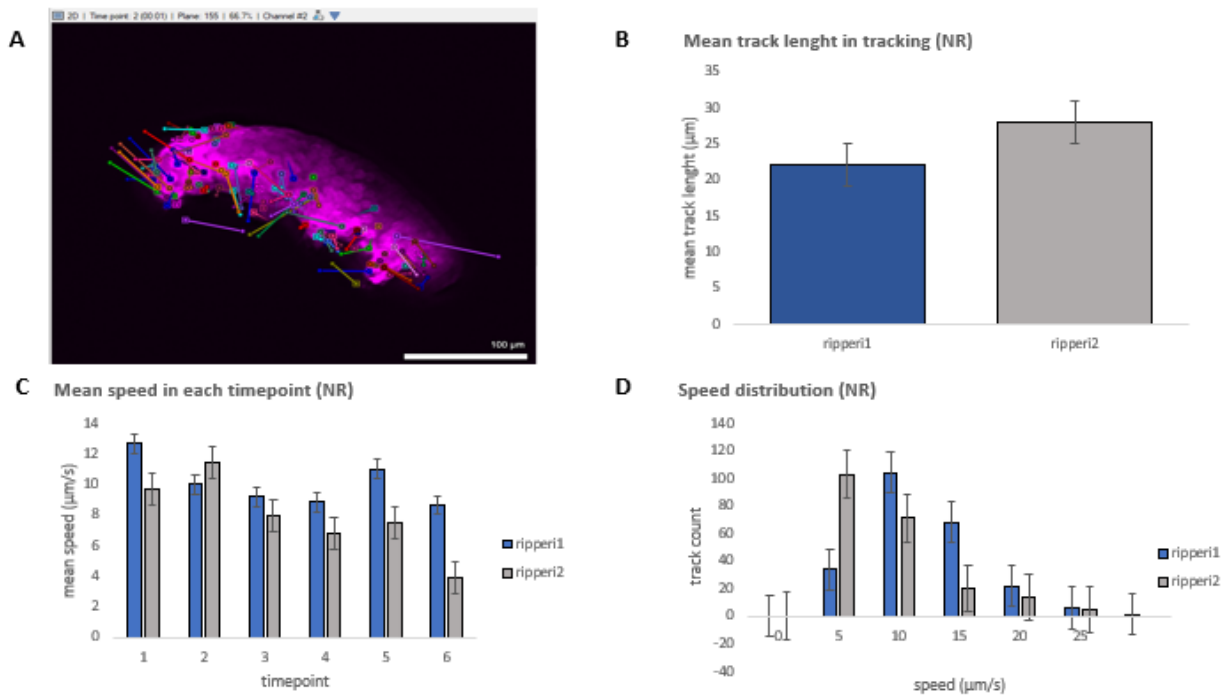 2D | Time point: 2 (00:01) | Plane: 155 | 66.7% | Channel #2
A
100 µm
B Mean track lenght in tracking (NR)
35
30
25
20
15
10
5
0
mean track lenght (µm)
ripperi1 ripperi2
C Mean speed in each timepoint (NR)
14
12
10
8
6
4
2
0
mean speed (µm/s)
1 2 3 4 5 6
timepoint
ripperi1
ripperi2
D Speed distribution (NR)
140
120
100
80
60
40
20
0
-20
-40
track count
0 5 10 15 20 25
speed (µm/s)
ripperi1
ripperi2